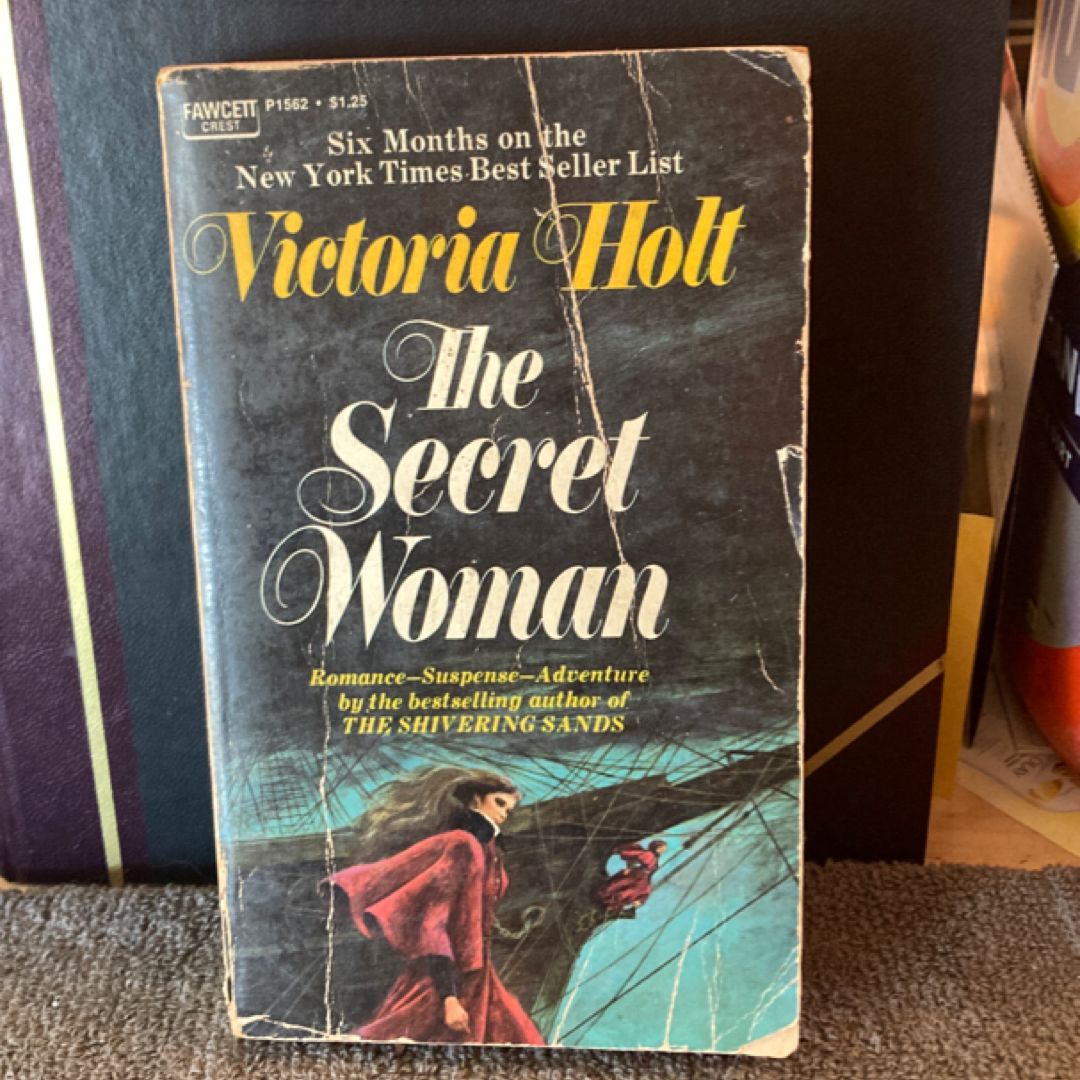 FAWCETT
CREST
P1562 • $1.25
Six Months on the
New York Times Best Seller List
Victoria Holt
The
Secret
Woman
Romance—Suspense—Adventure
by the bestselling author of
THE SHIVERING SANDS